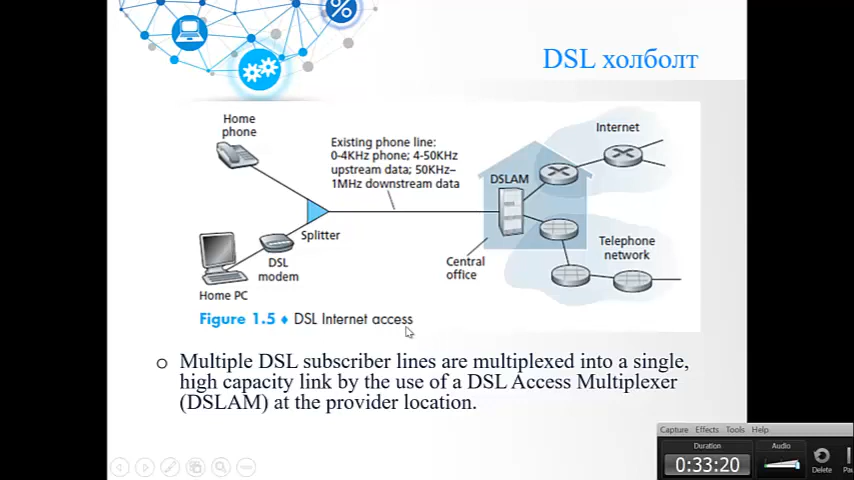 DSL холболт
Home
phone
Existing phone line:
0-4KHz phone; 4-50KHz
upstream data; 50KHz–
1MHz downstream data
Internet
DSLAM
Splitter
DSL
modem
Home PC
Central
office
Telephone
network
Figure 1.5 ♦ DSL Internet access
Multiple DSL subscriber lines are multiplexed into a single,
high capacity link by the use of a DSL Access Multiplexer
(DSLAM) at the provider location.
Capture Effects Tools Help
Duration
Audio
0:33:20
Delete